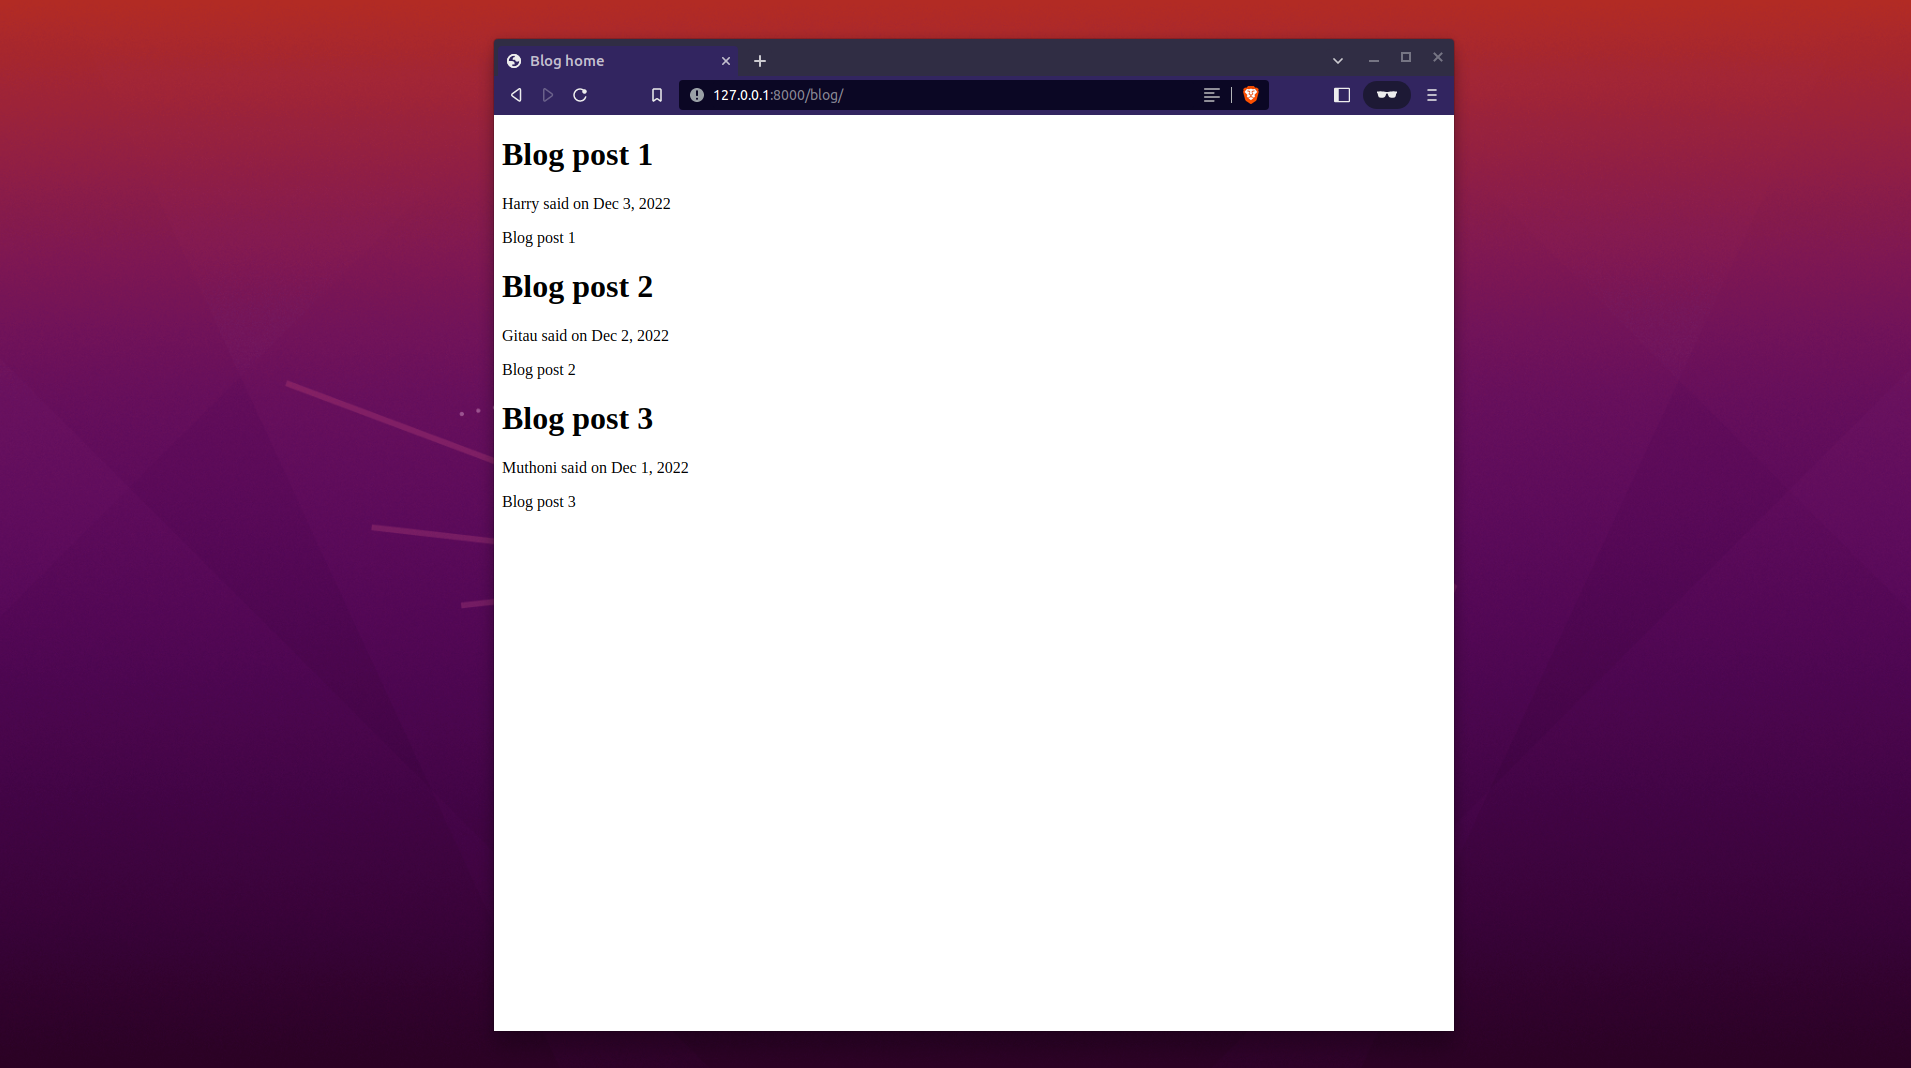 Blog home
127.0.0.1:8000/blog/
Blog post 1
Harry said on Dec 3, 2022
Blog post 1
Blog post 2
Gitau said on Dec 2, 2022
Blog post 2
Blog post 3
Muthoni said on Dec 1, 2022
Blog post 3